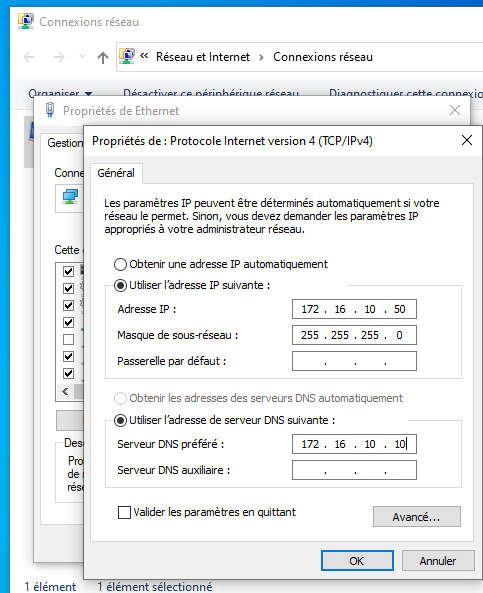 Connexions réseau
Réseau et Internet > Connexions réseau
Organiser Désactiver ce périphérique réseau Diagnostiquer cette connexio
Propriétés de Ethernet
Gestion
Conne
Cette
Des
Pro
de
rés
Propriétés de : Protocole Internet version 4 (TCP/IPv4)
Général
Les paramètres IP peuvent être déterminés automatiquement si votre
réseau le permet. Sinon, vous devez demander les paramètres IP
appropriés à votre administrateur réseau.
Obtenir une adresse IP automatiquement
Utiliser l'adresse IP suivante :
Adresse IP : 172 . 16 . 10 . 50
Masque de sous-réseau : 255 . 255 . 255 . 0
Passerelle par défaut : . . .
Obtenir les adresses des serveurs DNS automatiquement
Utiliser l'adresse de serveur DNS suivante :
Serveur DNS préféré : 172 . 16 . 10 . 10
Serveur DNS auxiliaire : . . .
Valider les paramètres en quittant
Avancé...
OK Annuler
1 élément 1 élément sélectionné